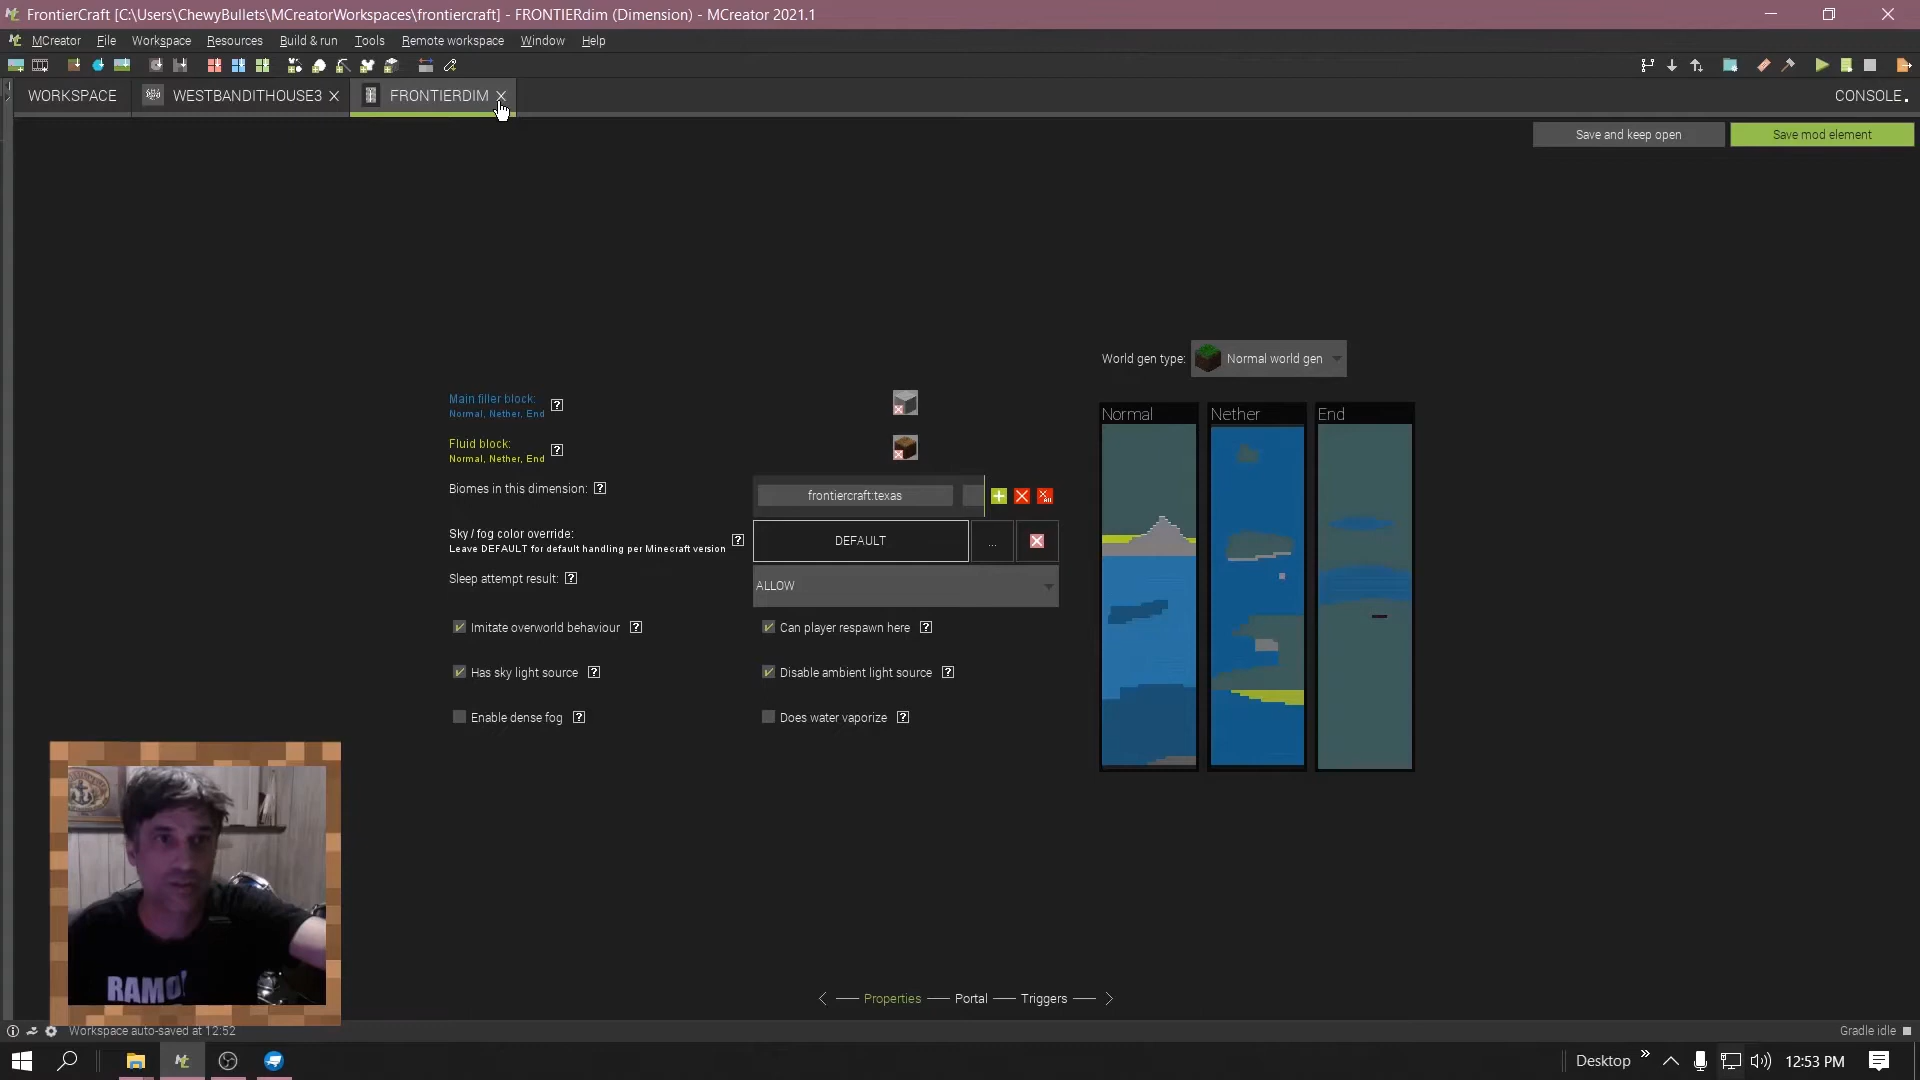 FrontierCraft [C:\Users\ChewyBullets\MCreatorWorkspaces\frontiercraft] - FRONTIERdim (Dimension) - MCreator 2021.1
MCreator File Workspace Resources Build & run Tools Remote workspace Window Help
WORKSPACE WESTBANDITHOUSE3 FRONTIERDIM CONSOLE
Save and keep open Save mod element
World gen type: Normal world gen
Main filler block:
Normal, Nether, End
Normal Nether End
Fluid block:
Normal, Nether, End
Biomes in this dimension: frontiercraft:texas
Sky / fog color override:
Leave DEFAULT for default handling per Minecraft version
DEFAULT ...
Sleep attempt result: ALLOW
Imitate overworld behaviour Can player respawn here
Has sky light source Disable ambient light source
Enable dense fog Does water vaporize
RAMO
Properties Portal Triggers
Workspace auto-saved at 12:52 Gradle idle
Desktop 12:53 PM